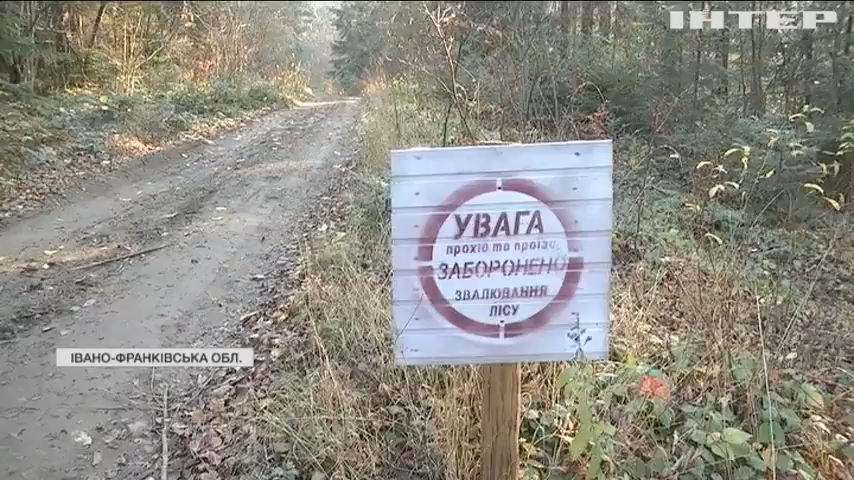 ІНТЕР
УВАГА
прохід та проїзд
ЗАБОРОНЕНО
ЗВАЛЮВАННЯ
ЛІСУ
ІВАНО-ФРАНКІВСЬКА ОБЛ.